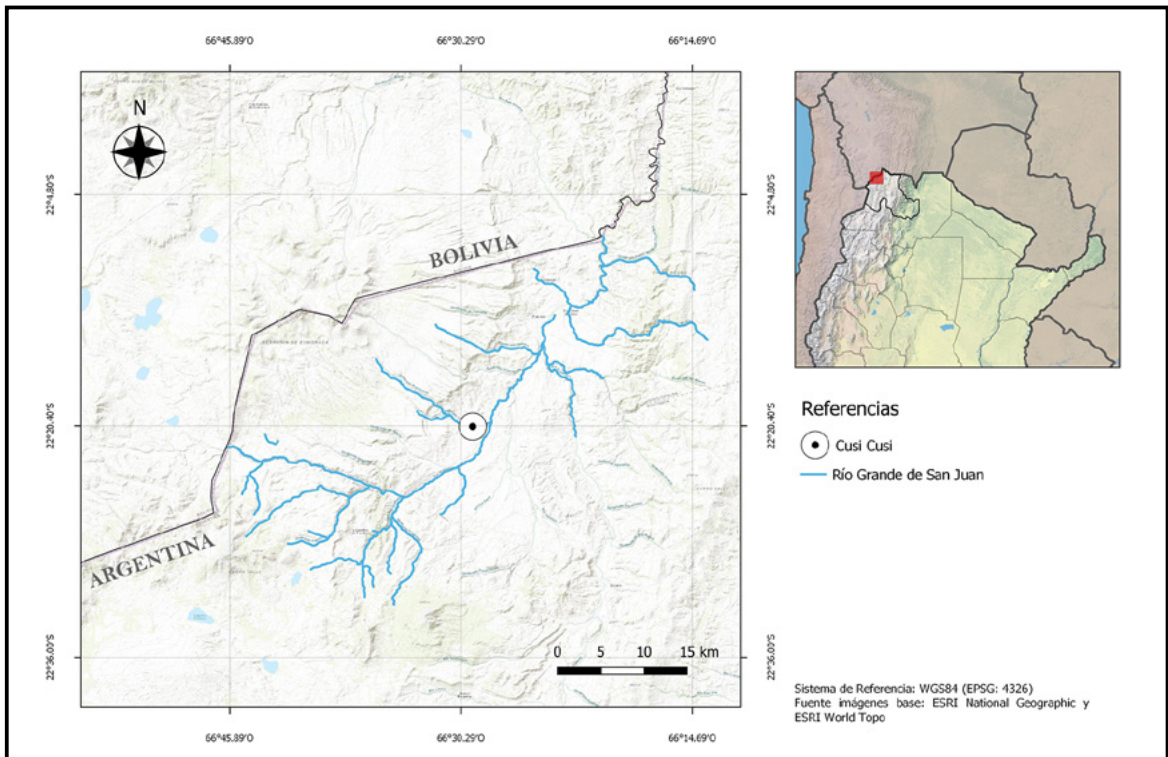 66°45.89'O 66°30.29'O 66°14.69'O
N
22°4.80'S 22°4.80'S
BOLIVIA
22°20.40'S 22°20.40'S
ARGENTINA
22°36.00'S 22°36.00'S
0 5 10 15 km
66°45.89'O 66°30.29'O 66°14.69'O
Referencias
Cusi Cusi
Río Grande de San Juan
Sistema de Referencia: WGS84 (EPSG: 4326)
Fuente imágenes base: ESRI National Geographic y
ESRI World Topo